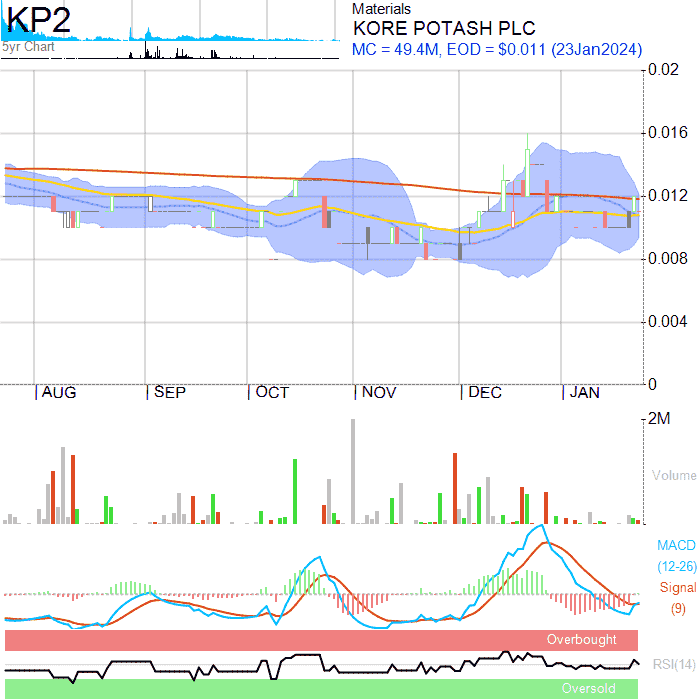 KP2
5yr Chart
Materials
KORE POTASH PLC
MC = 49.4M, EOD = $0.011 (23Jan2024)
0.02
0.016
0.012
0.008
0.004
0
AUG SEP OCT NOV DEC JAN
2M
Volume
MACD
(12-26)
Signal
(9)
Overbought
RSI(14)
Oversold